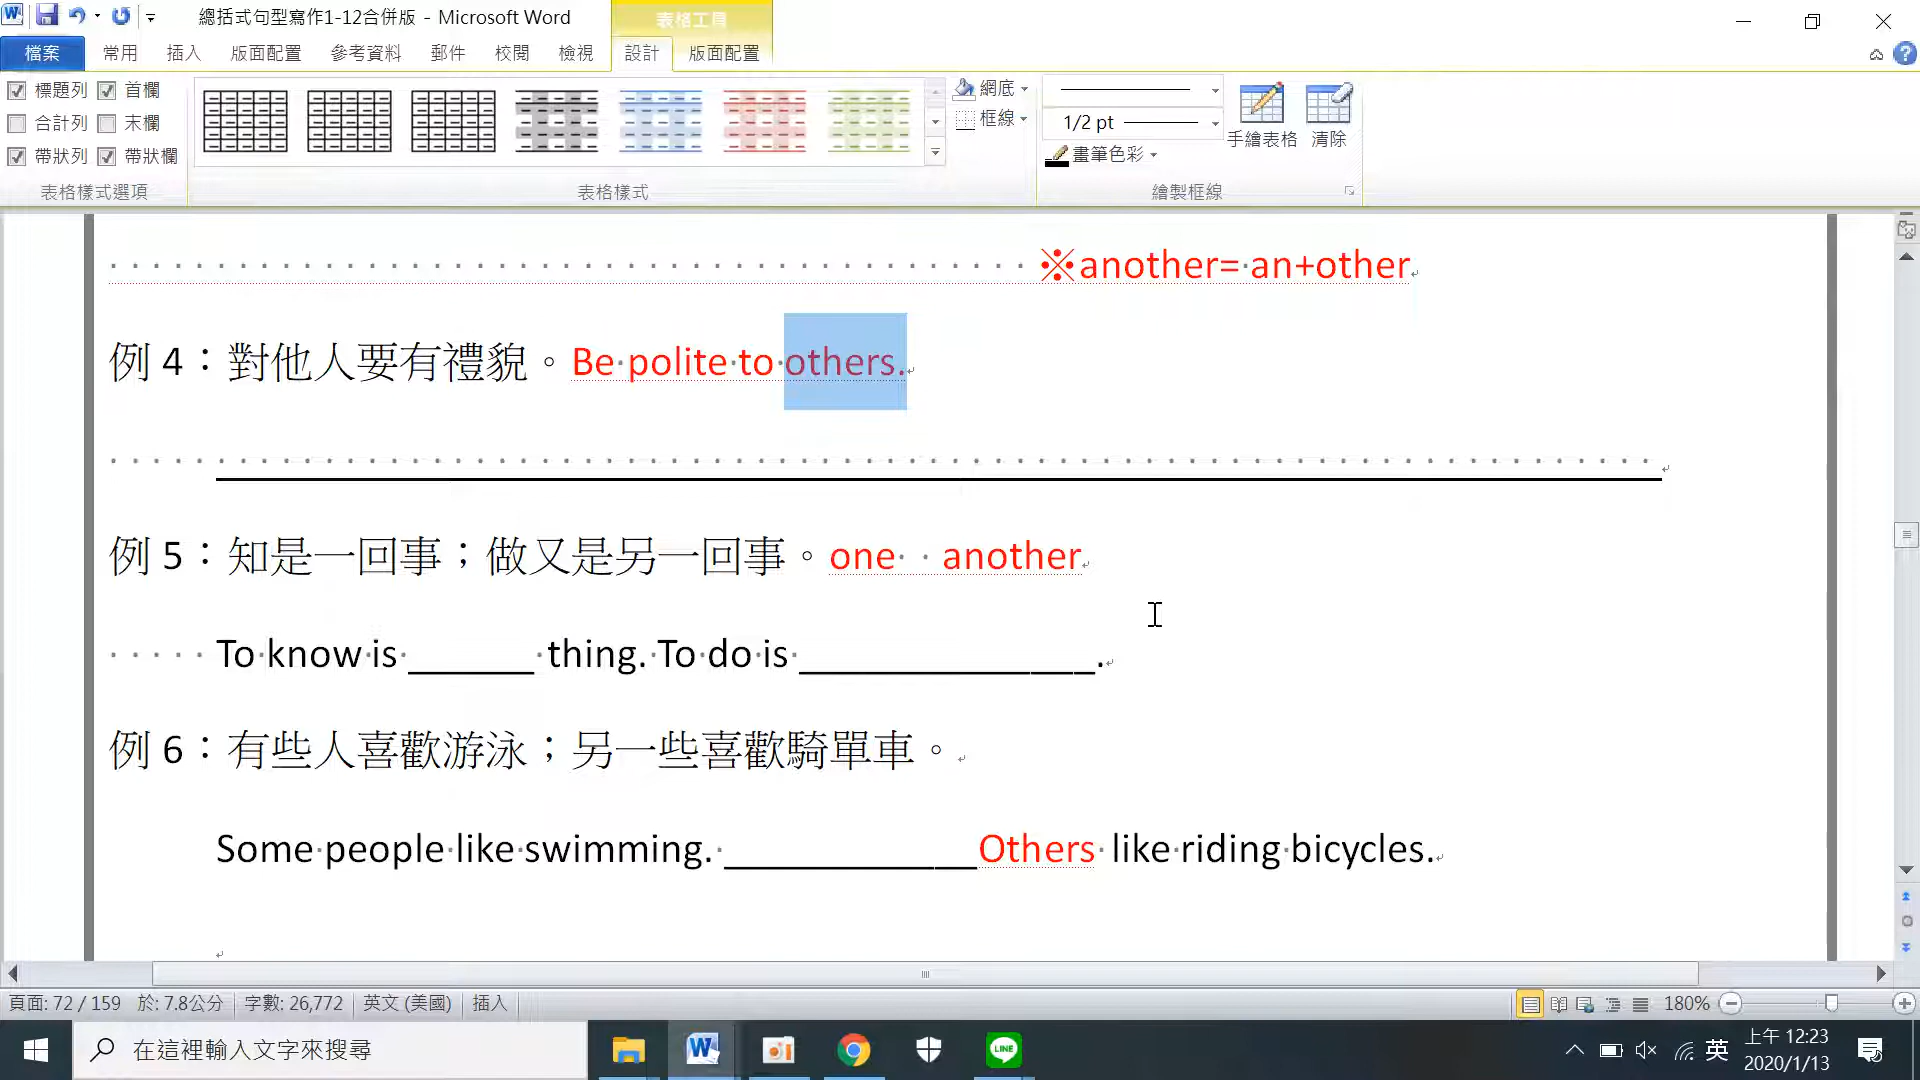 總括式句型寫作1-12合併版 - Microsoft Word
表格工具
檔案 常用 插入 版面配置 參考資料 郵件 校閱 檢視 設計 版面配置
標題列 首欄
合計列 末欄
帶狀列 帶狀欄
表格樣式選項
表格樣式
網底
框線
1/2 pt
畫筆色彩
手繪表格 清除
繪製框線
※another= an+other
例 4：對他人要有禮貌。Be polite to others.
例 5：知是一回事；做又是另一回事。one another
To know is ______ thing. To do is ______________.
例 6：有些人喜歡游泳；另一些喜歡騎單車。
Some people like swimming. ____________Others like riding bicycles.
頁面: 72 / 159 於: 7.8公分 字數: 26,772 英文 (美國) 插入 180%
在這裡輸入文字來搜尋
LINE
英
上午 12:23
2020/1/13